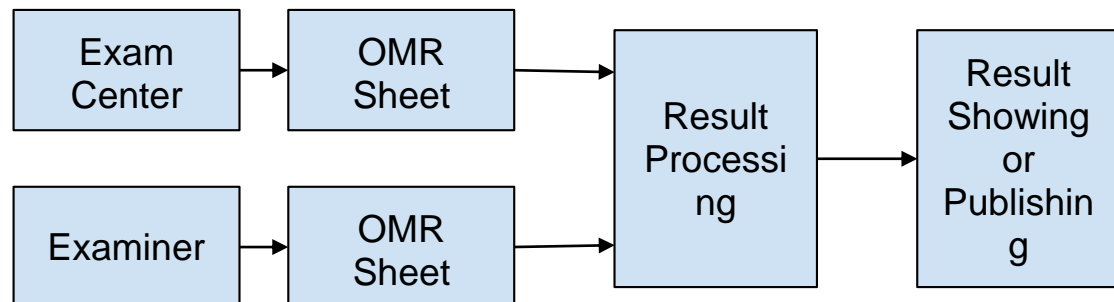 Exam
Center
OMR
Sheet
Examiner
OMR
Sheet
Result
Processi
ng
Result
Showing
or
Publishin
g